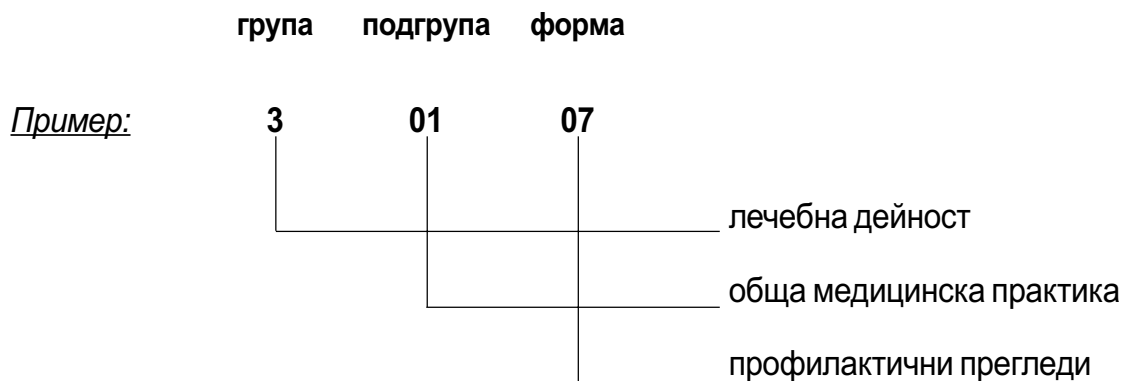 група подгрупа форма
Пример: 3 01 07
лечебна дейност
обща медицинска практика
профилактични прегледи